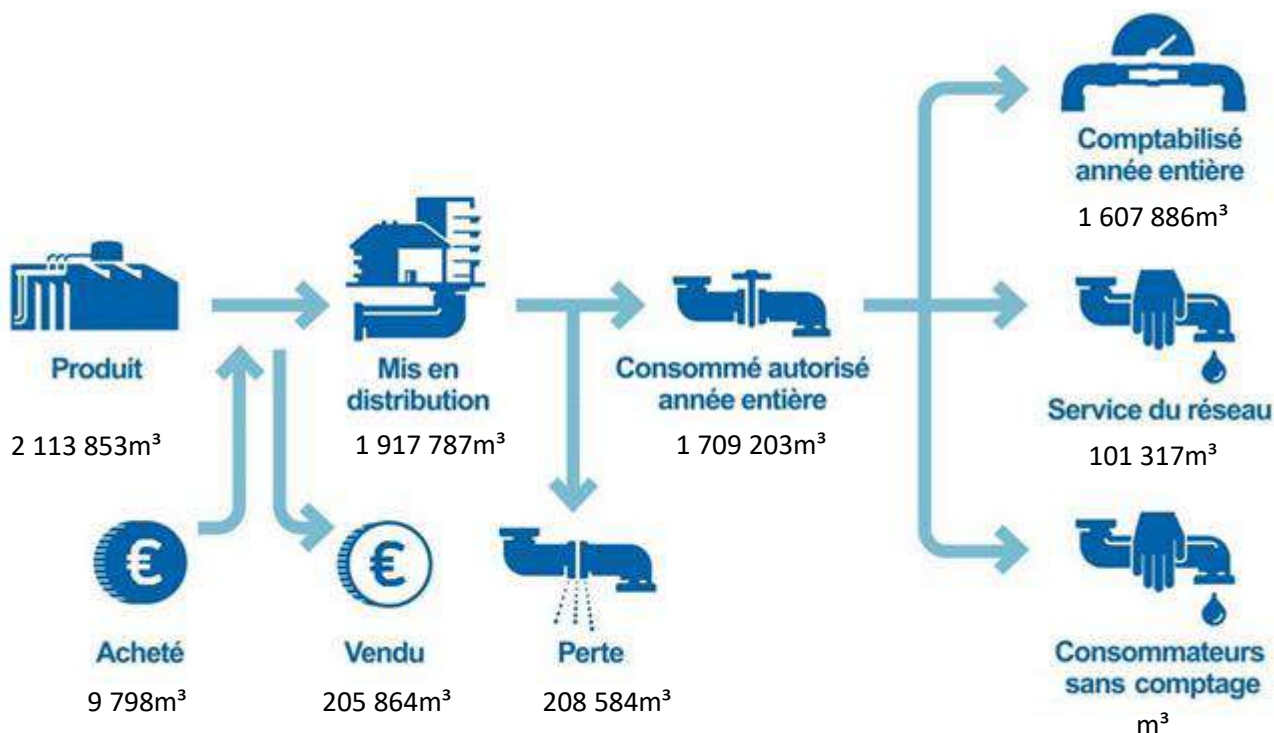 Comptabilisé
année entière
1 607 886m³
Produit
2 113 853m³
Mis en
distribution
1 917 787m³
Consommé autorisé
année entière
1 709 203m³
Service du réseau
101 317m³
€
Acheté
9 798m³
€
Vendu
205 864m³
Perte
208 584m³
Consommateurs
sans comptage
m³